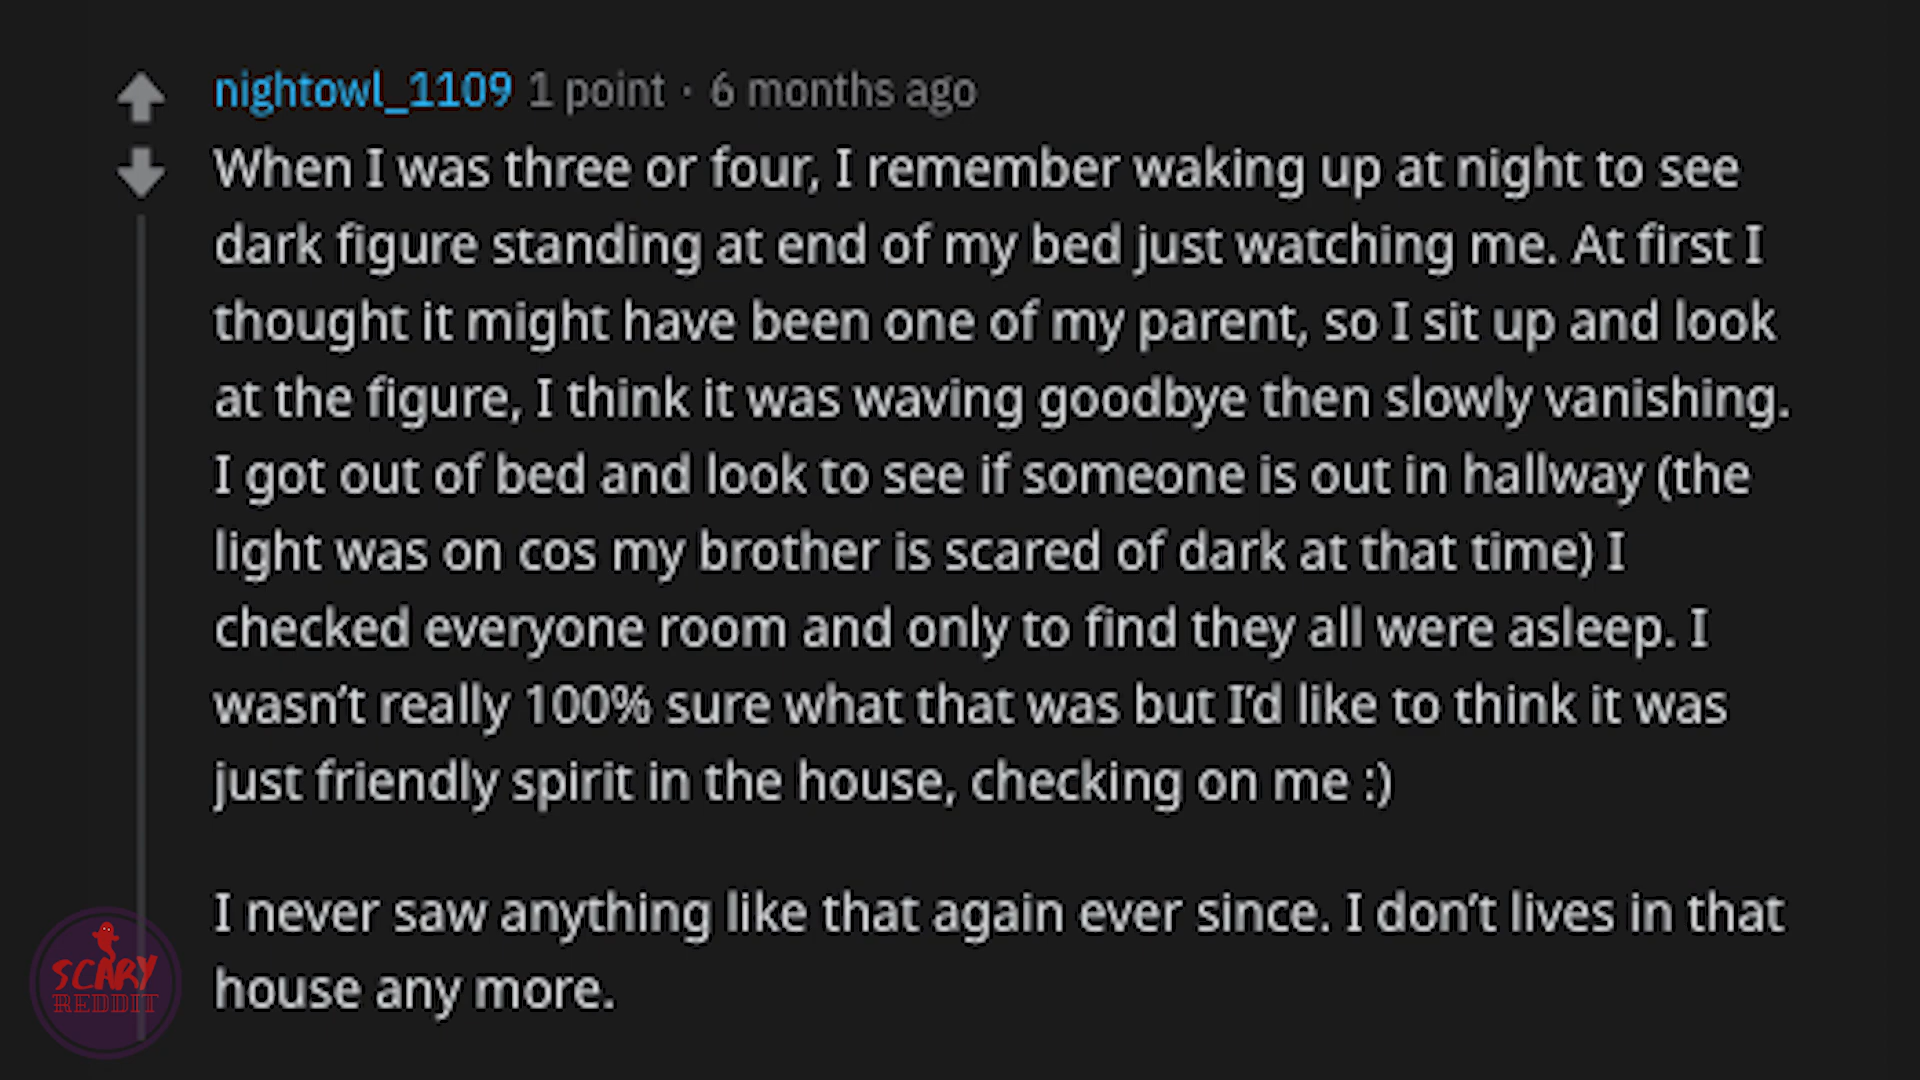 nightowl_1109 1 point · 6 months ago
When I was three or four, I remember waking up at night to see
dark figure standing at end of my bed just watching me. At first I
thought it might have been one of my parent, so I sit up and look
at the figure, I think it was waving goodbye then slowly vanishing.
I got out of bed and look to see if someone is out in hallway (the
light was on cos my brother is scared of dark at that time) I
checked everyone room and only to find they all were asleep. I
wasn’t really 100% sure what that was but I’d like to think it was
just friendly spirit in the house, checking on me :)
I never saw anything like that again ever since. I don’t lives in that
house any more.
SCARY
REDDIT